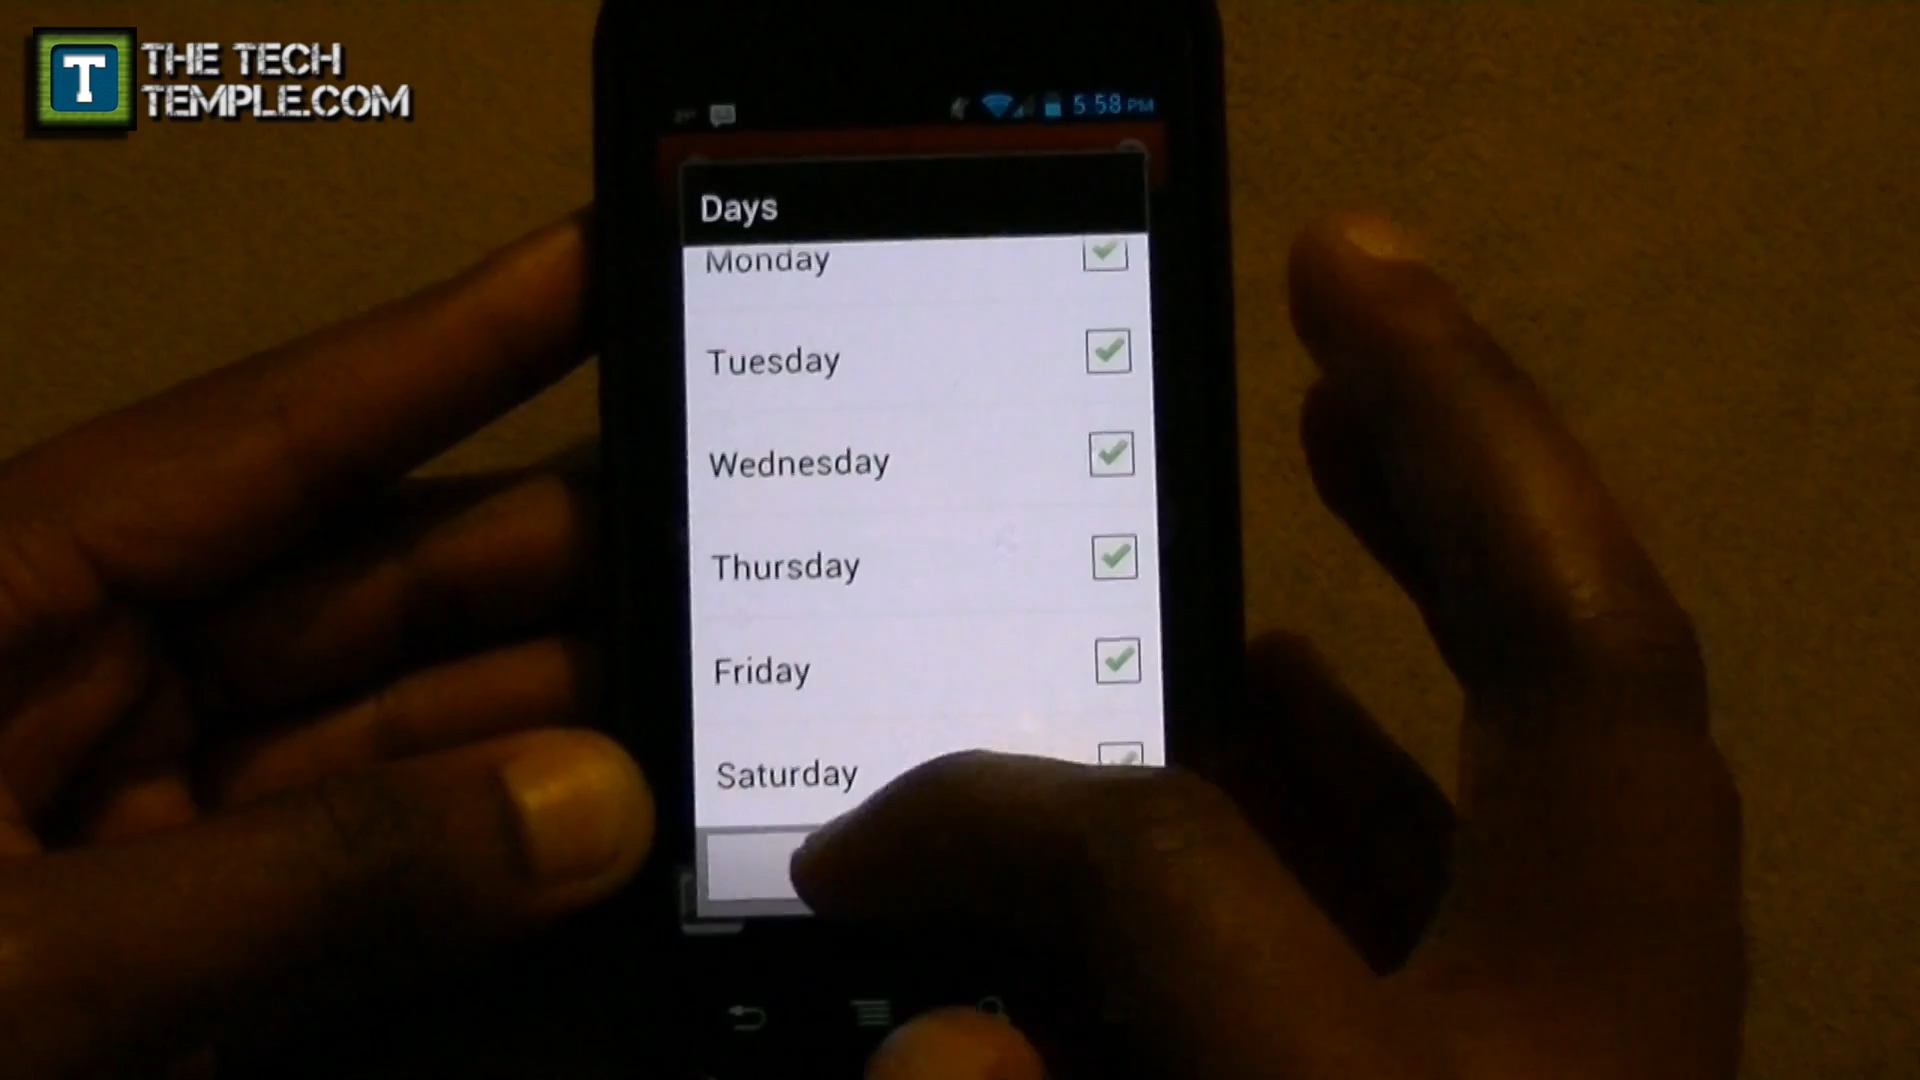 T
THE TECH
TEMPLE.COM
5:58 PM
Days
Monday
Tuesday
Wednesday
Thursday
Friday
Saturday